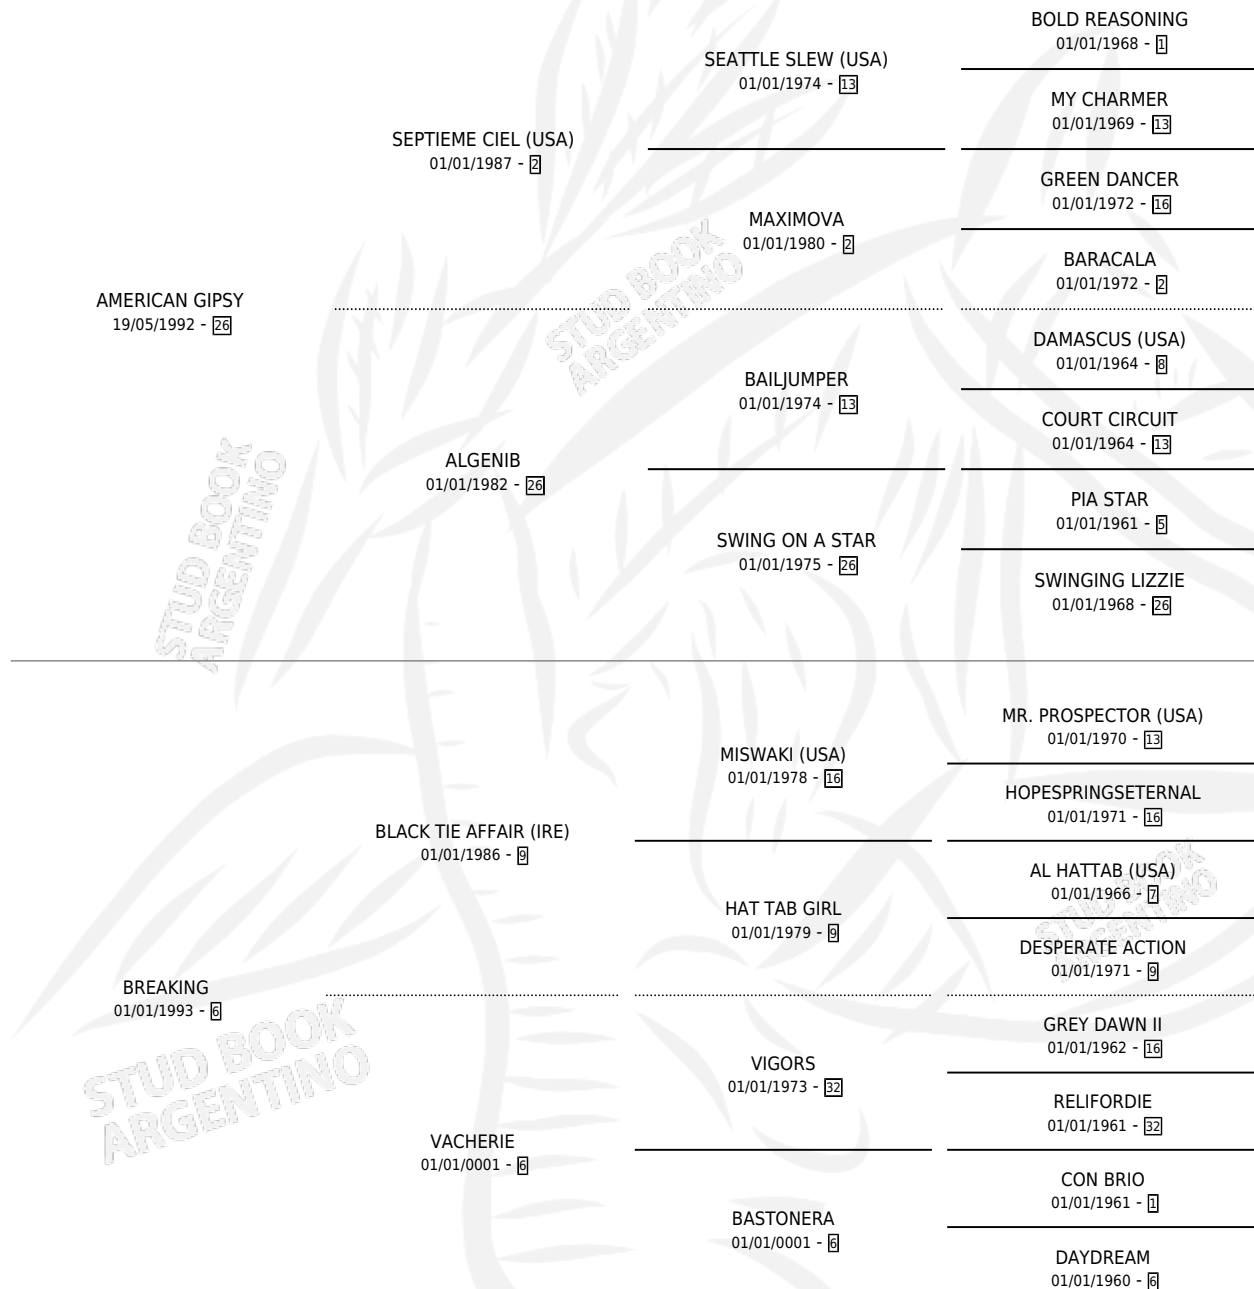 AMERICAN GIPSY
19/05/1992 - 26
SEPTIEME CIEL (USA)
01/01/1987 - 2
SEATTLE SLEW (USA)
01/01/1974 - 13
BOLD REASONING
01/01/1968 - 1
MY CHARMER
01/01/1969 - 13
MAXIMOVA
01/01/1980 - 2
GREEN DANCER
01/01/1972 - 16
BARACALA
01/01/1972 - 2
ALGENIB
01/01/1982 - 26
BAILJUMPER
01/01/1974 - 13
DAMASCUS (USA)
01/01/1964 - 8
COURT CIRCUIT
01/01/1964 - 13
SWING ON A STAR
01/01/1975 - 26
PIA STAR
01/01/1961 - 5
SWINGING LIZZIE
01/01/1968 - 26
BREAKING
01/01/1993 - 6
BLACK TIE AFFAIR (IRE)
01/01/1986 - 9
MISWAKI (USA)
01/01/1978 - 16
MR. PROSPECTOR (USA)
01/01/1970 - 13
HOPESPRINGSETERNAL
01/01/1971 - 16
HAT TAB GIRL
01/01/1979 - 9
AL HATTAB (USA)
01/01/1966 - 7
DESPERATE ACTION
01/01/1971 - 9
VACHERIE
01/01/0001 - 6
VIGORS
01/01/1973 - 32
GREY DAWN II
01/01/1962 - 16
RELIFORDIE
01/01/1961 - 32
BASTONERA
01/01/0001 - 6
CON BRIO
01/01/1961 - 1
DAYDREAM
01/01/1960 - 6
STUD BOOK
ARGENTINO
STUD BOOK
ARGENTINO
STUD BOOK
ARGENTINO
STUD BOOK
ARGENTINO